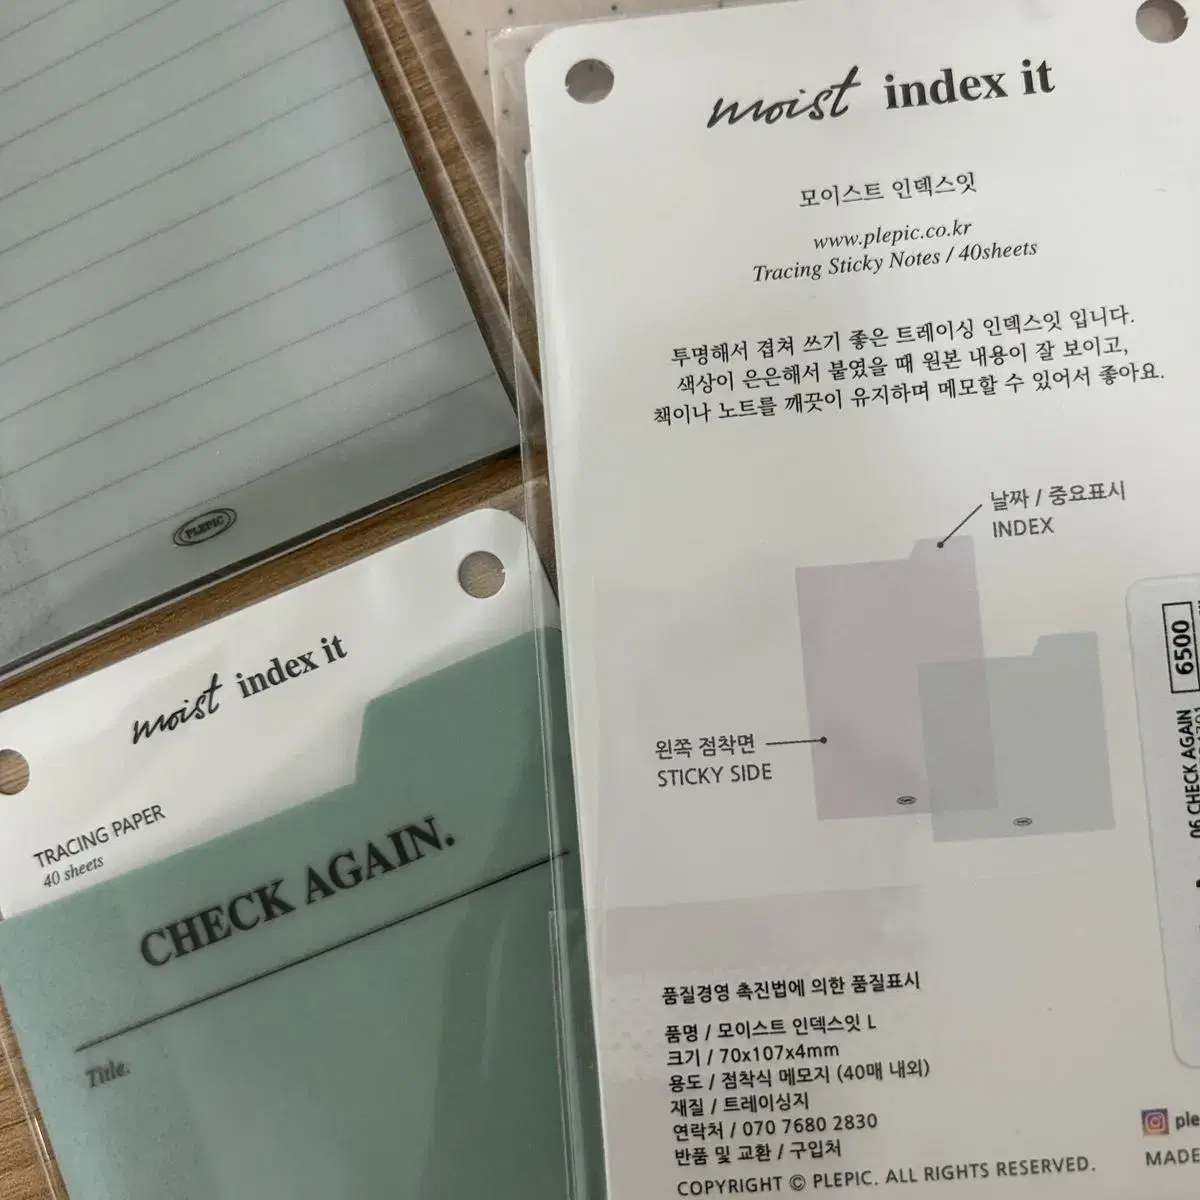 moist index it
모이스트 인덱스잇
www.plepic.co.kr
Tracing Sticky Notes / 40sheets
투명해서 겹쳐 쓰기 좋은 트레이싱 인덱스잇 입니다.
색상이 은은해서 붙였을 때 원본 내용이 잘 보이고,
책이나 노트를 깨끗이 유지하며 메모할 수 있어서 좋아요.
날짜 / 중요표시
INDEX
왼쪽 점착면
STICKY SIDE
6500
06 CHECK AGAIN
품질경영 촉진법에 의한 품질표시
품명 / 모이스트 인덱스잇 L
크기 / 70x107x4mm
용도 / 점착식 메모지 (40매 내외)
재질 / 트레이싱지
연락처 / 070 7680 2830
반품 및 교환 / 구입처
COPYRIGHT © PLEPIC. ALL RIGHTS RESERVED.
ple
MADE
PLEPIC
moist index it
TRACING PAPER
40 sheets
CHECK AGAIN.
Title.